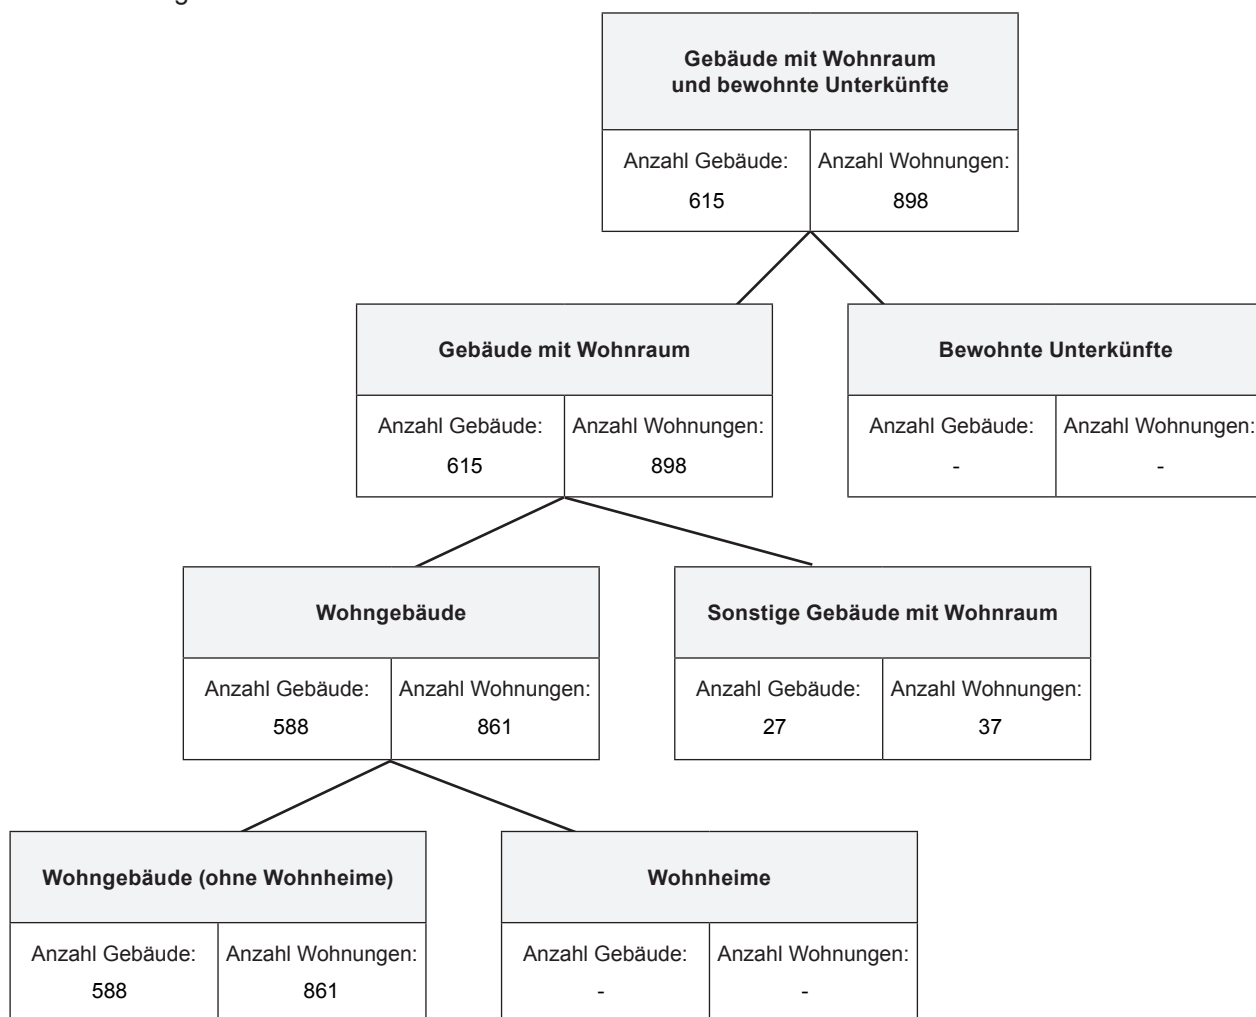 Gebäude mit Wohnraum
und bewohnte Unterkünfte
Anzahl Gebäude: Anzahl Wohnungen:
615 898
Gebäude mit Wohnraum
Anzahl Gebäude: Anzahl Wohnungen:
615 898
Bewohnte Unterkünfte
Anzahl Gebäude: Anzahl Wohnungen:
- -
Wohngebäude
Anzahl Gebäude: Anzahl Wohnungen:
588 861
Sonstige Gebäude mit Wohnraum
Anzahl Gebäude: Anzahl Wohnungen:
27 37
Wohngebäude (ohne Wohnheime)
Anzahl Gebäude: Anzahl Wohnungen:
588 861
Wohnheime
Anzahl Gebäude: Anzahl Wohnungen:
- -